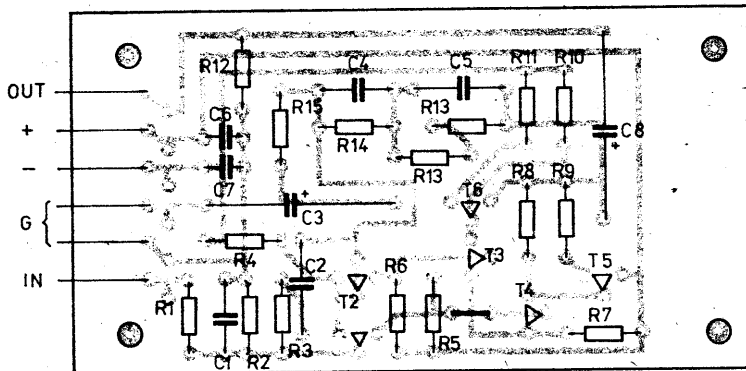 R12
C4
C5
R11
R10
OUT
C6
R15
R13
+
R14
+
C8
−
C7
R13
T6
R8
R9
+
G {
C3
R4
C2
T3
T5
IN
R6
R1
T2
T4
R7
C1
R2
R3
R5